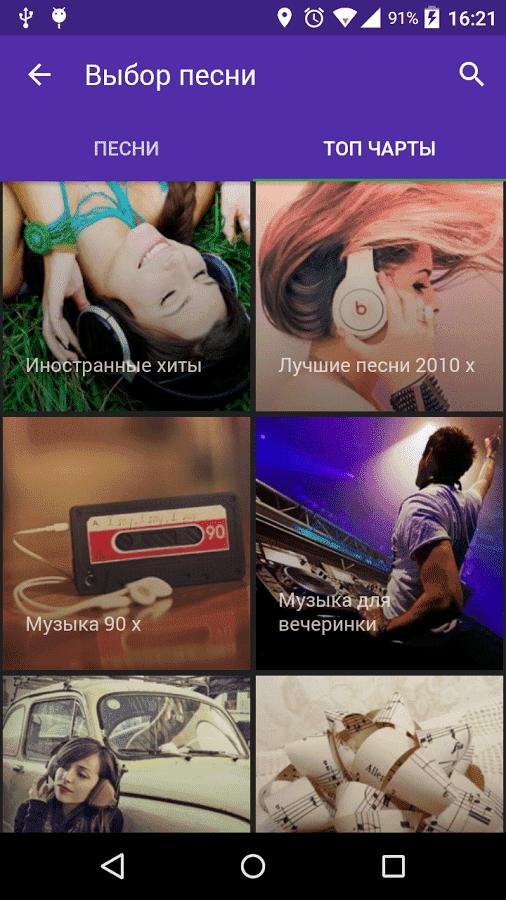 91% 16:21
Выбор песни
ПЕСНИ ТОП ЧАРТЫ
Иностранные хиты
Лучшие песни 2010 х
b
A
90
Музыка 90 х
Музыка для
вечеринки